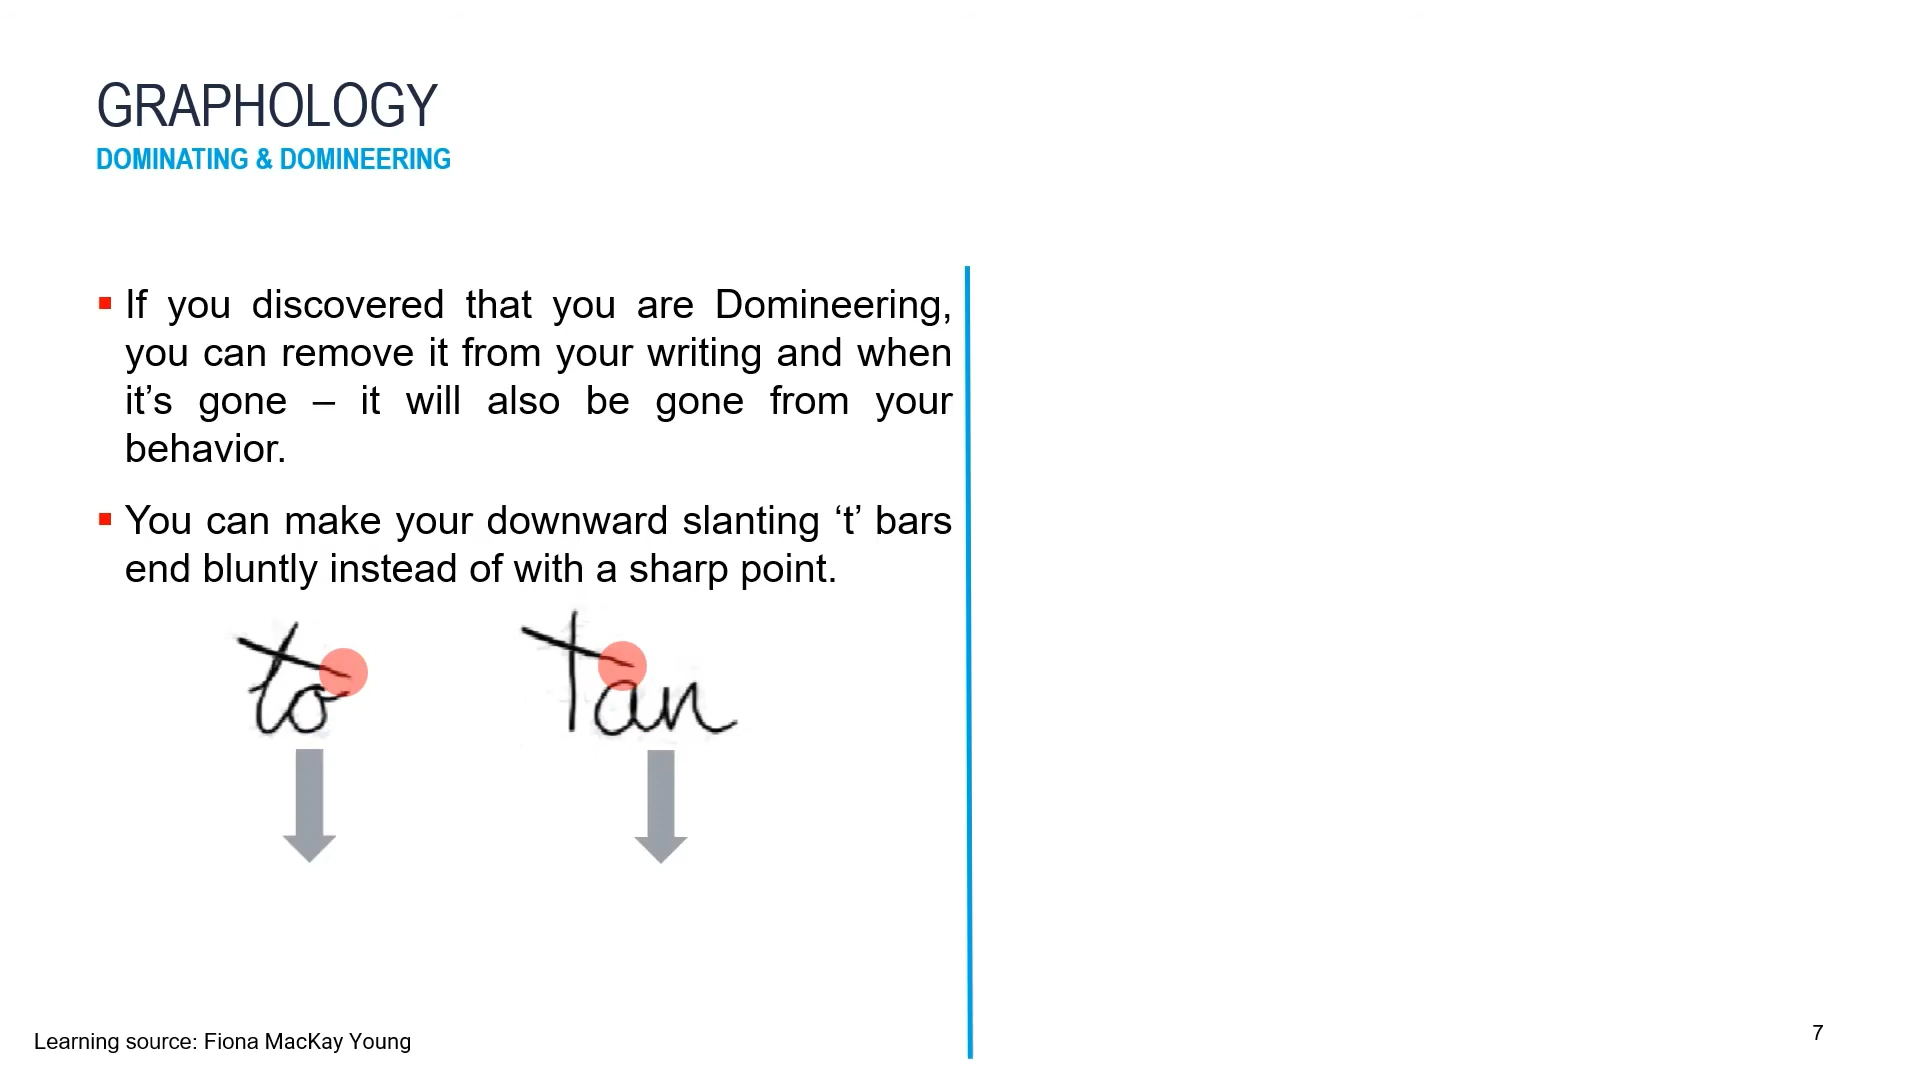 GRAPHOLOGY
DOMINATING & DOMINEERING
▪ If you discovered that you are Domineering,
you can remove it from your writing and when
it’s gone – it will also be gone from your
behavior.
▪ You can make your downward slanting ‘t’ bars
end bluntly instead of with a sharp point.
to Tan
Learning source: Fiona MacKay Young
7